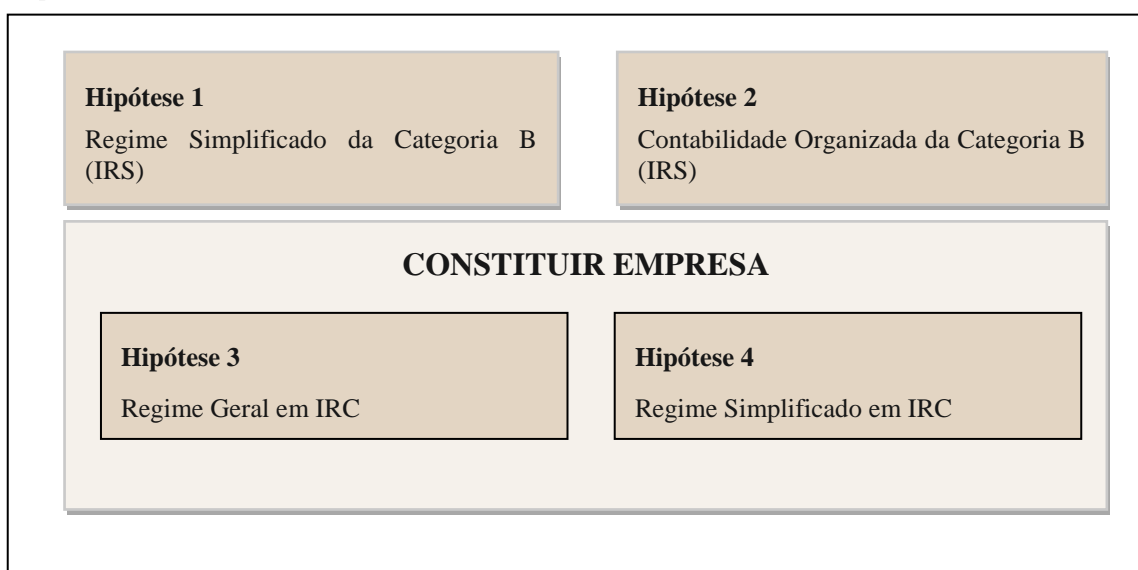 Hipótese 1
Regime Simplificado da Categoria B
(IRS)
Hipótese 2
Contabilidade Organizada da Categoria B
(IRS)
CONSTITUIR EMPRESA
Hipótese 3
Regime Geral em IRC
Hipótese 4
Regime Simplificado em IRC